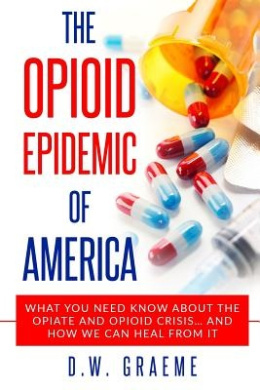 THE
OPIOID
EPIDEMIC
OF
AMERICA
WHAT YOU NEED KNOW ABOUT THE
OPIATE AND OPIOID CRISIS... AND
HOW WE CAN HEAL FROM IT
D.W. GRAEME